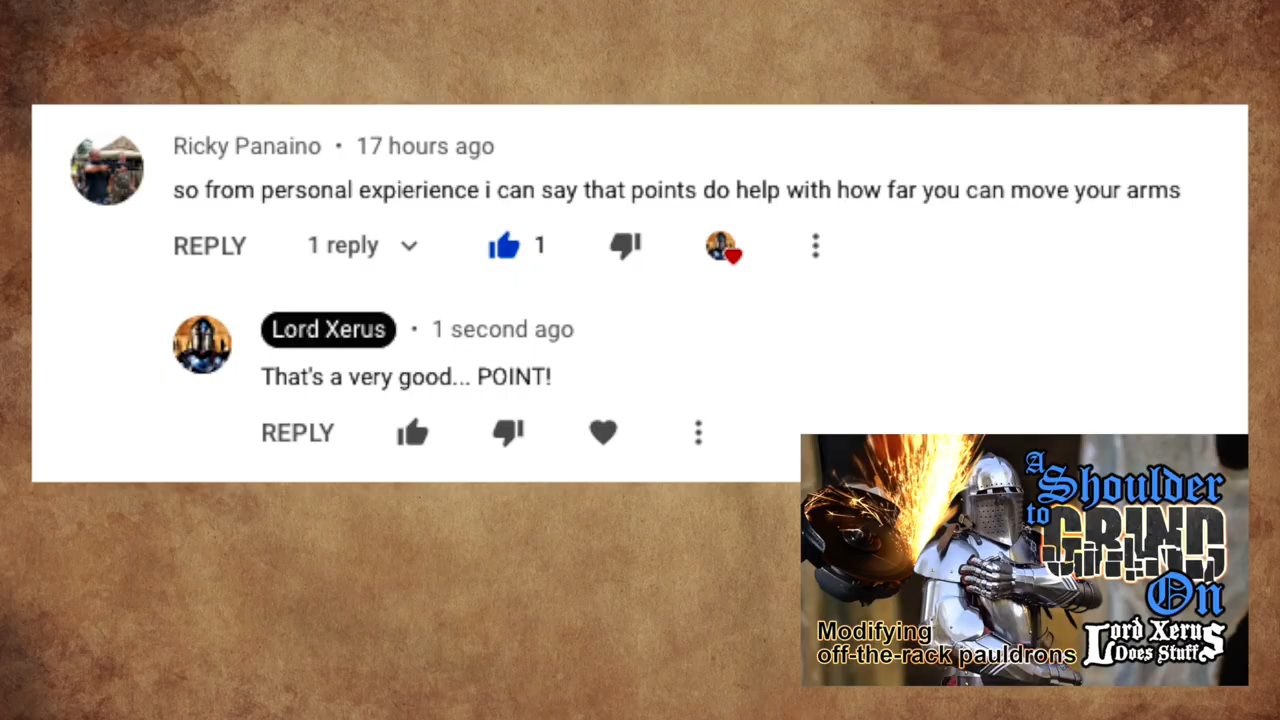 Ricky Panaino • 17 hours ago
so from personal expierience i can say that points do help with how far you can move your arms
REPLY 1 reply 1
Lord Xerus • 1 second ago
That's a very good... POINT!
REPLY
A
Shoulder
to GRIND
On
Modifying
off-the-rack pauldrons
Lord Xerus
Does Stuff